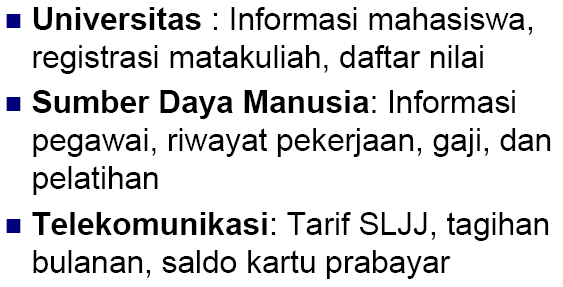 Universitas : Informasi mahasiswa,
registrasi matakuliah, daftar nilai
Sumber Daya Manusia: Informasi
pegawai, riwayat pekerjaan, gaji, dan
pelatihan
Telekomunikasi: Tarif SLJJ, tagihan
bulanan, saldo kartu prabayar